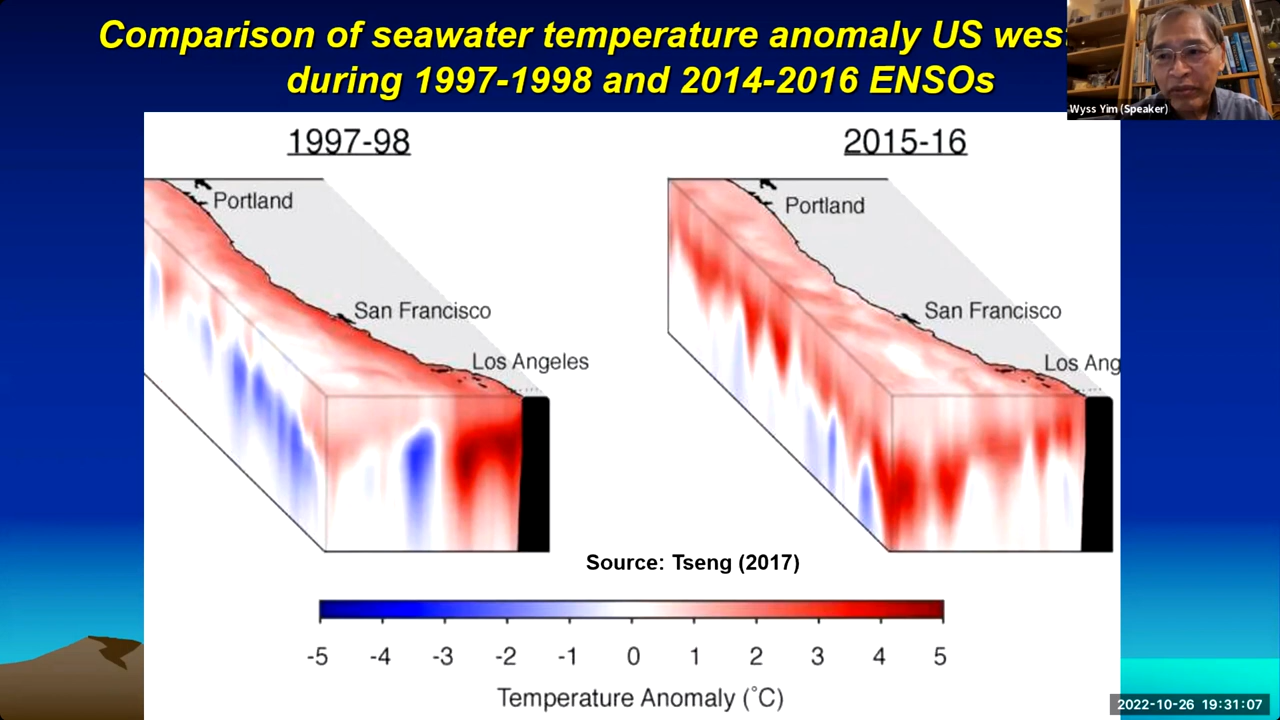 Comparison of seawater temperature anomaly US
during 1997-1998 and 2014-2016 ENSOs
Wyss Yim (Speaker)
1997-98
2015-16
Portland
San Francisco
Los Angeles
Portland
San Francisco
Los Ang
Source: Tseng (2017)
-5 -4 -3 -2 -1 0 1 2 3 4 5
Temperature Anomaly (°C)
2022-10-26 19:31:07